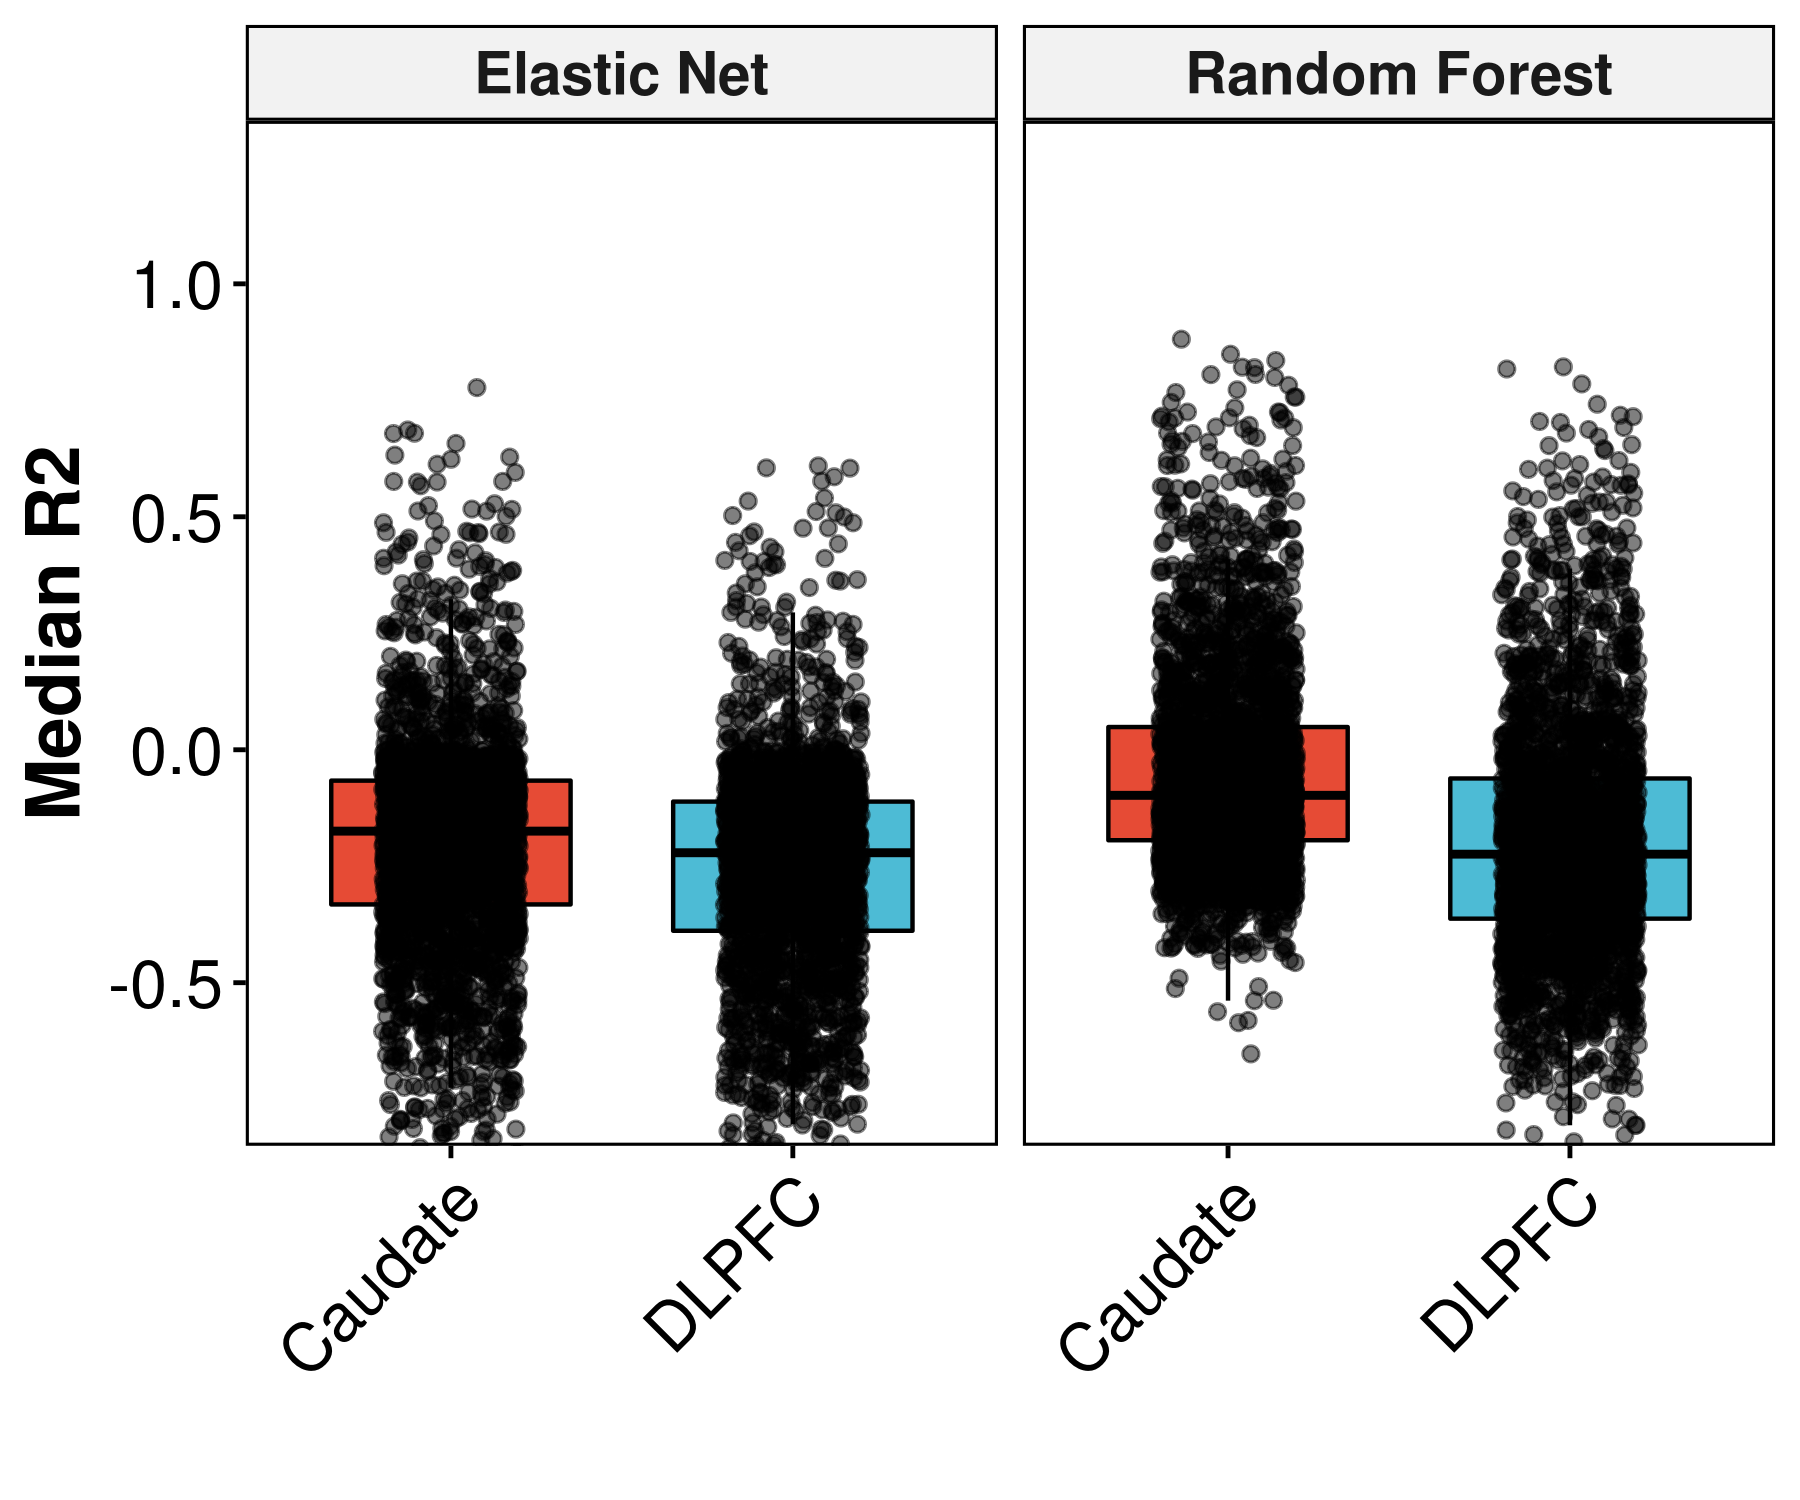 Elastic Net
Random Forest
Median R2
1.0
0.5
0.0
-0.5
Caudate
DLPFC
Caudate
DLPFC